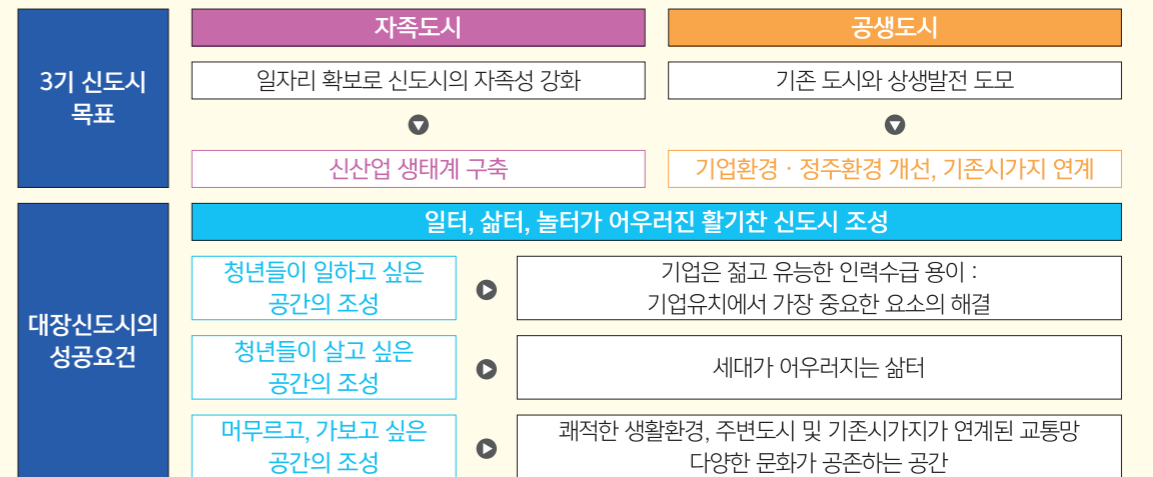 3기 신도시
목표
자족도시
공생도시
일자리 확보로 신도시의 자족성 강화
기존 도시와 상생발전 도모
신산업 생태계 구축
기업환경 · 정주환경 개선, 기존시가지 연계
대장신도시의
성공요건
일터, 삶터, 놀터가 어우러진 활기찬 신도시 조성
청년들이 일하고 싶은
공간의 조성
기업은 젊고 유능한 인력수급 용이 :
기업유치에서 가장 중요한 요소의 해결
청년들이 살고 싶은
공간의 조성
세대가 어우러지는 삶터
머무르고, 가보고 싶은
공간의 조성
쾌적한 생활환경, 주변도시 및 기존시가지가 연계된 교통망
다양한 문화가 공존하는 공간